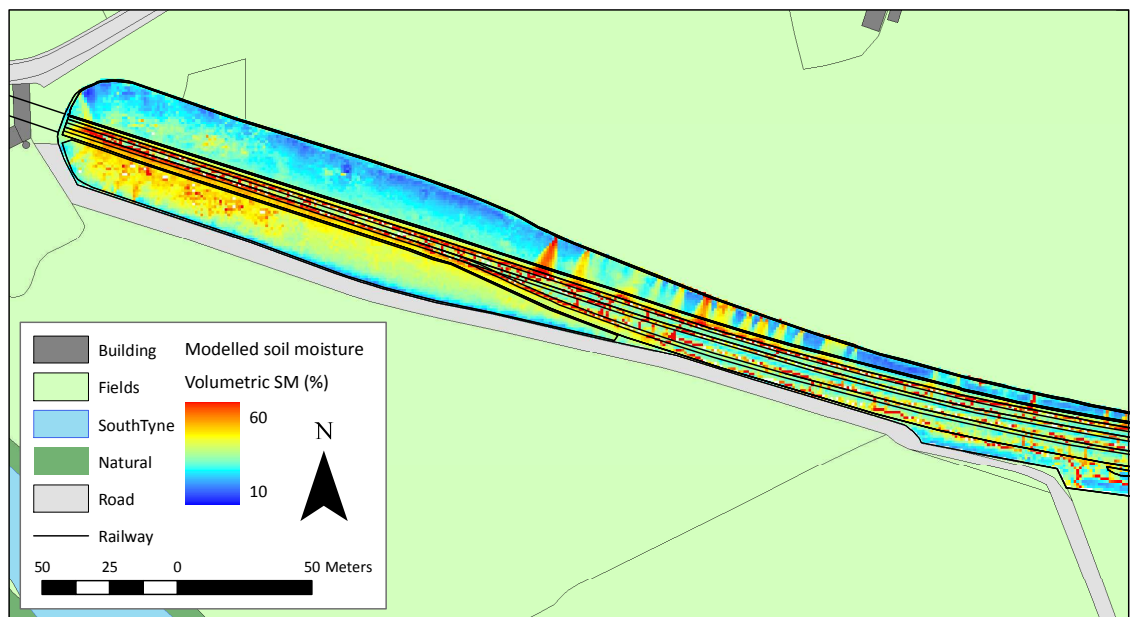 Building
Modelled soil moisture
Fields
Volumetric SM (%)
60
SouthTyne
N
Natural
Road
10
Railway
50 25 0 50 Meters